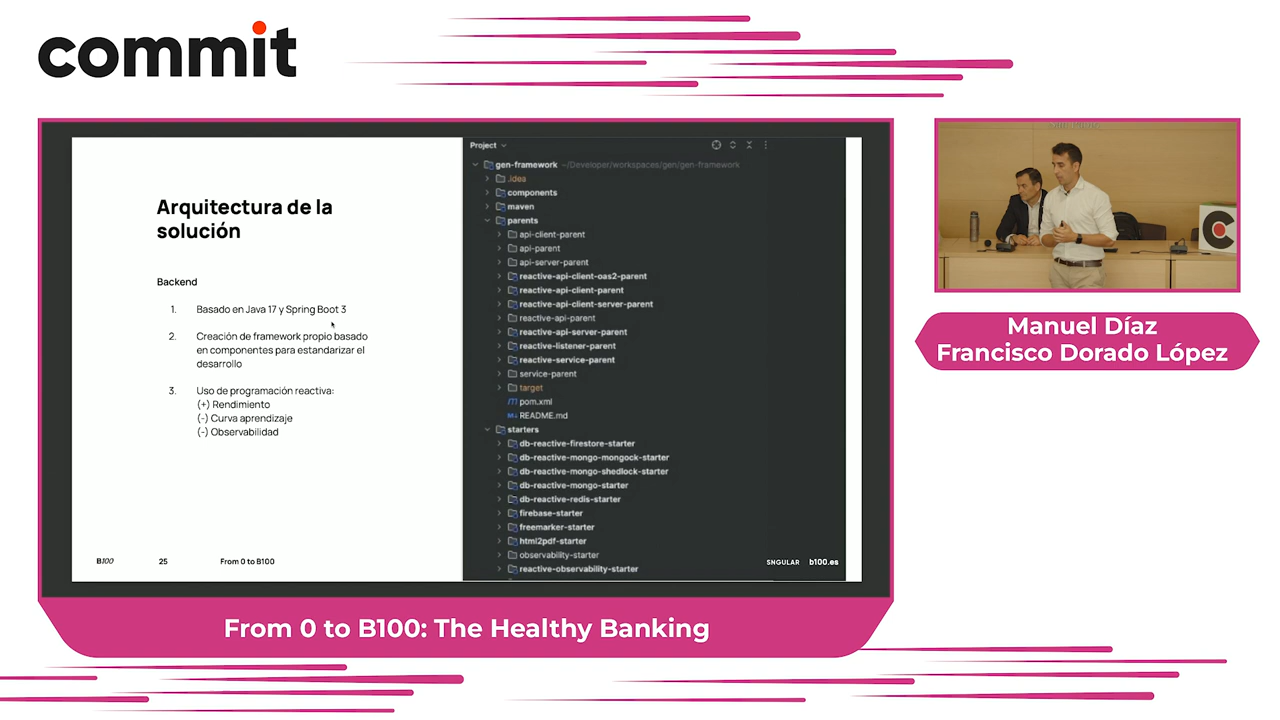 commit
Arquitectura de la
solución
Backend
1. Basado en Java 17 y Spring Boot 3
2. Creación de framework propio basado
en componentes para estandarizar el
desarrollo
3. Uso de programación reactiva:
(+) Rendimiento
(-) Curva aprendizaje
(-) Observabilidad
B100 25 From 0 to B100
Project
gen-framework ~/Developer/workspaces/gen/gen-framework
.idea
components
maven
parents
api-client-parent
api-parent
api-server-parent
reactive-api-client-oas2-parent
reactive-api-client-parent
reactive-api-client-server-parent
reactive-api-parent
reactive-api-server-parent
reactive-listener-parent
reactive-service-parent
service-parent
target
pom.xml
README.md
starters
db-reactive-firestore-starter
db-reactive-mongo-mongock-starter
db-reactive-mongo-shedlock-starter
db-reactive-mongo-starter
db-reactive-redis-starter
firebase-starter
freemarker-starter
html2pdf-starter
observability-starter
reactive-observability-starter
SNGULAR b100.es
Manuel Díaz
Francisco Dorado López
From 0 to B100: The Healthy Banking